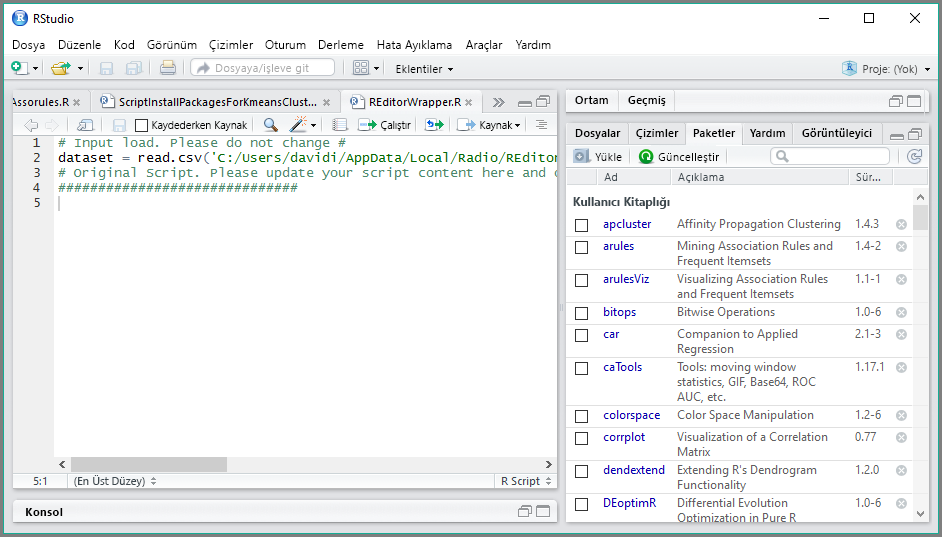 RStudio
Dosya Düzenle Kod Görünüm Çizimler Oturum Derleme Hata Ayıklama Araçlar Yardım
Dosyaya/işleve git Eklentiler Proje: (Yok)
Assorules.R ScriptInstallPackagesForKmeansClust... REditorWrapper.R
Kaydederken Kaynak Çalıştır Kaynak
1 # Input load. Please do not change #
2 dataset = read.csv('C:/Users/davidi/AppData/Local/Radio/REditor
3 # Original Script. Please update your script content here and
4 ##############################
5
5:1 (En Üst Düzey) R Script
Konsol
Ortam Geçmiş
Dosyalar Çizimler Paketler Yardım Görüntüleyici
Yükle Güncelleştir
Ad Açıklama Sür...
Kullanıcı Kitaplığı
apcluster Affinity Propagation Clustering 1.4.3
arules Mining Association Rules and 1.4-2
Frequent Itemsets
arulesViz Visualizing Association Rules 1.1-1
and Frequent Itemsets
bitops Bitwise Operations 1.0-6
car Companion to Applied 2.1-3
Regression
caTools Tools: moving window 1.17.1
statistics, GIF, Base64, ROC
AUC, etc.
colorspace Color Space Manipulation 1.2-6
corrplot Visualization of a Correlation 0.77
Matrix
dendextend Extending R's Dendrogram 1.2.0
Functionality
DEoptimR Differential Evolution 1.0-6
Optimization in Pure R